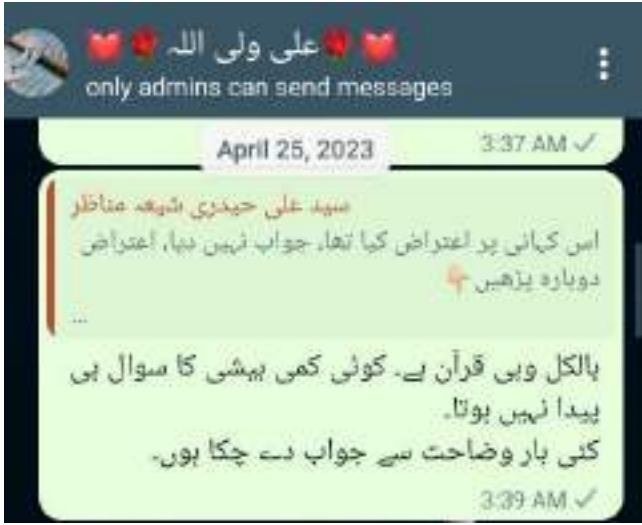 ❤️🌹علی ولی اللہ🌹❤️
only admins can send messages
3:37 AM
April 25, 2023
سید علی حیدری شیعہ مناظر
اس کہانی پر اعتراض کیا تھا، جواب نہیں دیا، اعتراض
دوبارہ پڑھیں👇
...
بالکل وہی قرآن ہے۔ کوئی کمی بیشی کا سوال ہی
پیدا نہیں ہوتا۔
کئی بار وضاحت سے جواب دے چکا ہوں۔
3:39 AM